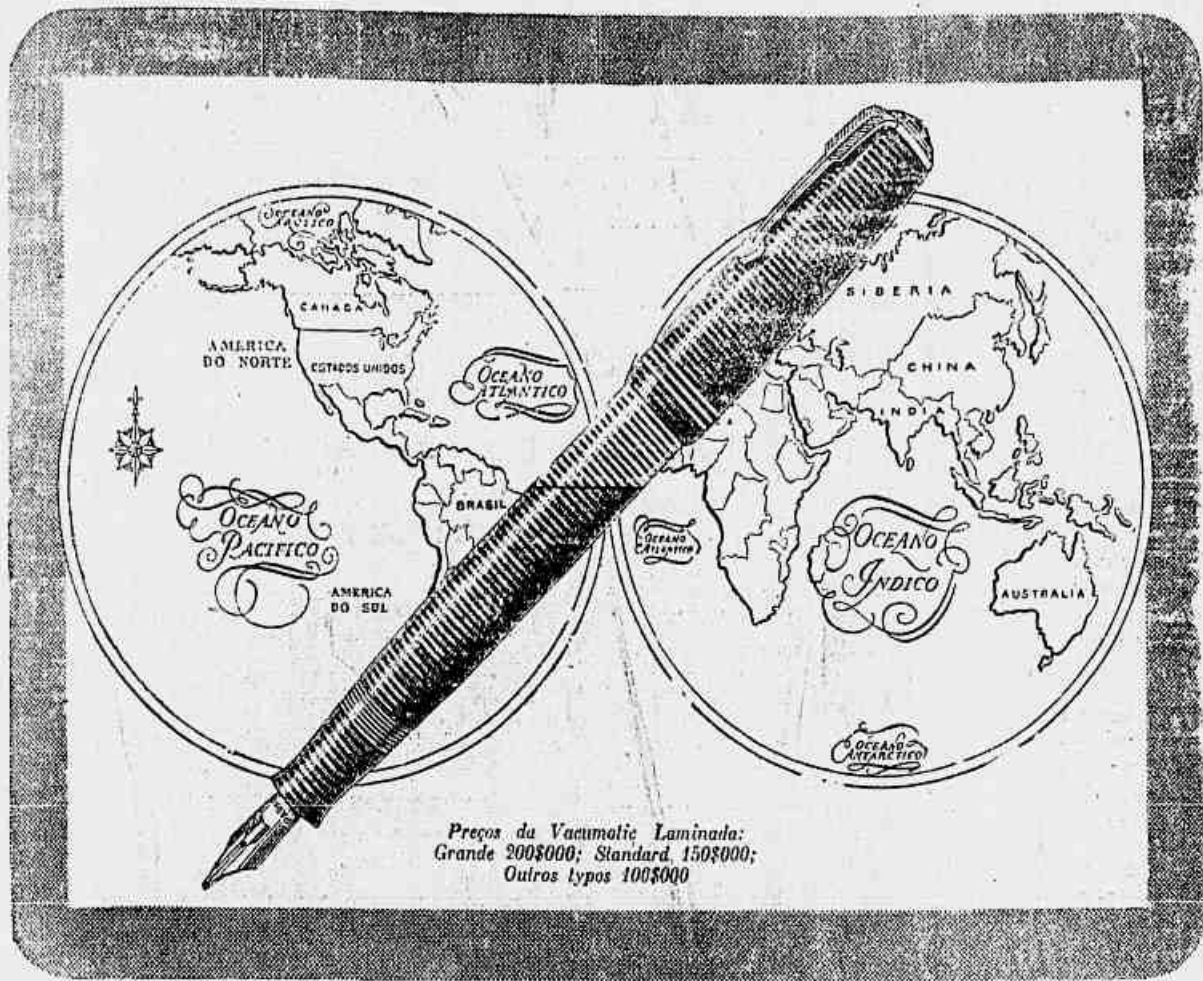 OCEANO
ARCTICO
CANADA
AMERICA
DO NORTE
ESTADOS UNIDOS
OCEANO
ATLANTICO
SIBERIA
CHINA
INDIA
BRASIL
OCEANO
PACIFICO
AMERICA
DO SUL
OCEANO
ATLANTICO
OCEANO
INDICO
AUSTRALIA
OCEANO
ANTARCTICO
Preços da Vacumatic Laminada:
Grande 200$000; Standard 150$000;
Outros typos 100$000